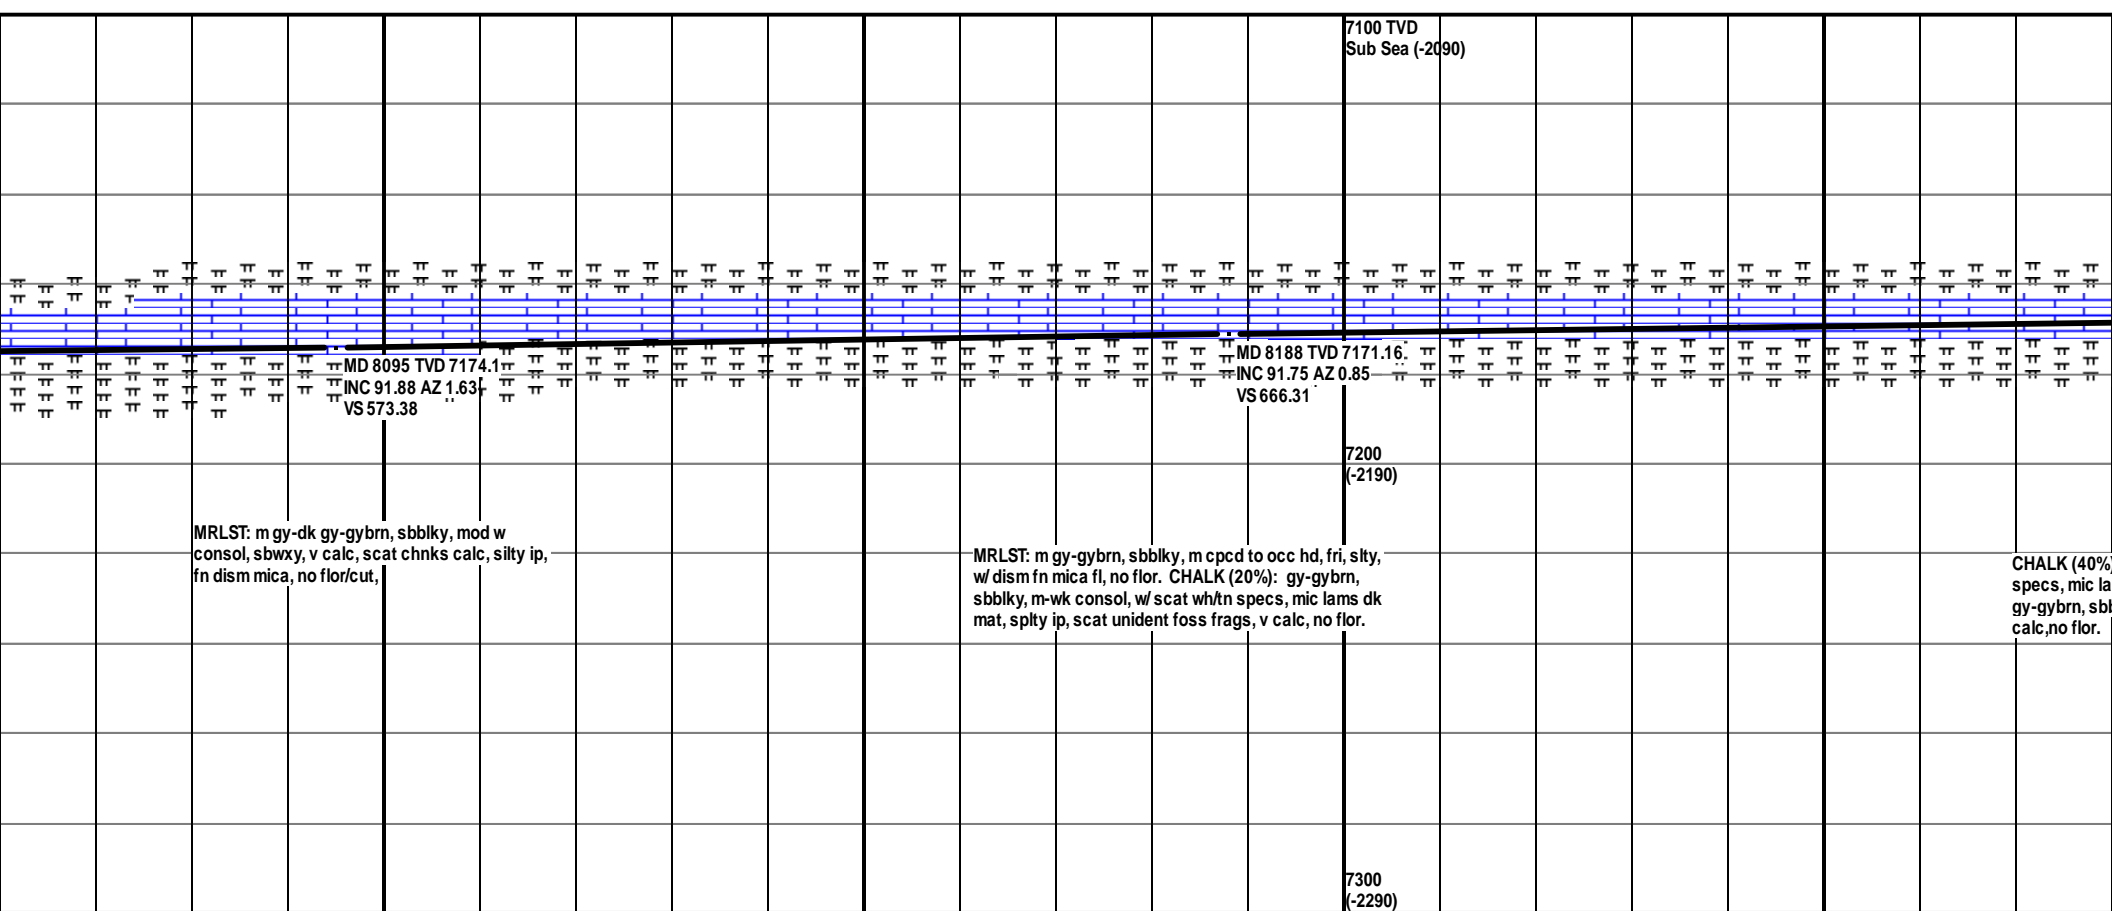 7100 TVD
Sub Sea (-2090)
MD 8095 TVD 7174.1
INC 91.88 AZ 1.63
VS 573.38
MD 8188 TVD 7171.16
INC 91.75 AZ 0.85
VS 666.31
7200
(-2190)
MRLST: m gy-dk gy-gybrn, sbblky, mod w
consol, sbwxy, v calc, scat chnks calc, silty ip,
fn dism mica, no flor/cut,
MRLST: m gy-gybrn, sbblky, m cpcd to occ hd, fri, slty,
w/ dism fn mica fl, no flor. CHALK (20%): gy-gybrn,
sbblky, m-wk consol, w/ scat wh/tn specs, mic lams dk
mat, splty ip, scat unident foss frags, v calc, no flor.
CHALK (40%)
specs, mic la
gy-gybrn, sbb
calc,no flor.
7300
(-2290)